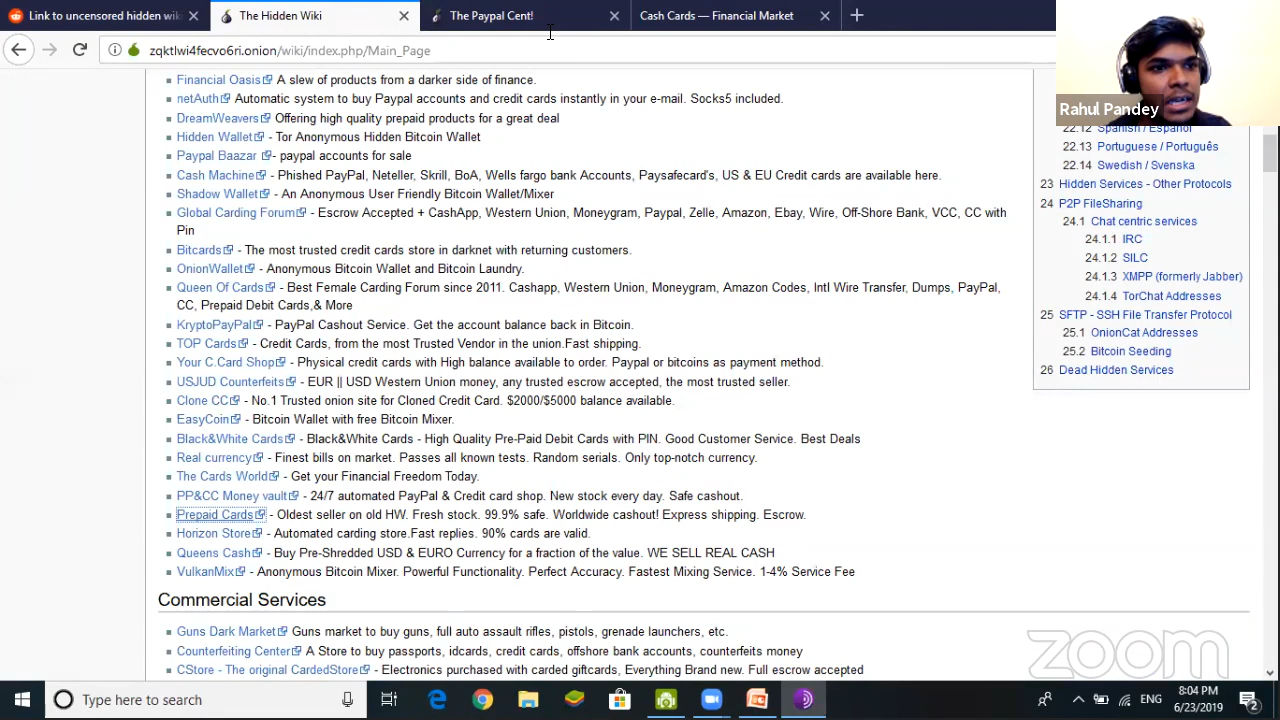 Link to uncensored hidden wiki
The Hidden Wiki
The Paypal Cent!
Cash Cards — Financial Market
zqktlwi4fecvo6ri.onion/wiki/index.php/Main_Page
Rahul Pandey
Financial Oasis A slew of products from a darker side of finance.
netAuth Automatic system to buy Paypal accounts and credit cards instantly in your e-mail. Socks5 included.
DreamWeavers Offering high quality prepaid products for a great deal
Hidden Wallet - Tor Anonymous Hidden Bitcoin Wallet
Paypal Baazar - paypal accounts for sale
Cash Machine - Phished PayPal, Neteller, Skrill, BoA, Wells fargo bank Accounts, Paysafecard's, US & EU Credit cards are available here.
Shadow Wallet - An Anonymous User Friendly Bitcoin Wallet/Mixer
Global Carding Forum - Escrow Accepted + CashApp, Western Union, Moneygram, Paypal, Zelle, Amazon, Ebay, Wire, Off-Shore Bank, VCC, CC with
Pin
Bitcards - The most trusted credit cards store in darknet with returning customers.
OnionWallet - Anonymous Bitcoin Wallet and Bitcoin Laundry.
Queen Of Cards - Best Female Carding Forum since 2011. Cashapp, Western Union, Moneygram, Amazon Codes, Intl Wire Transfer, Dumps, PayPal,
CC, Prepaid Debit Cards,& More
KryptoPayPal - PayPal Cashout Service. Get the account balance back in Bitcoin.
TOP Cards - Credit Cards, from the most Trusted Vendor in the union.Fast shipping.
Your C.Card Shop - Physical credit cards with High balance available to order. Paypal or bitcoins as payment method.
USJUD Counterfeits - EUR || USD Western Union money, any trusted escrow accepted, the most trusted seller.
Clone CC - No.1 Trusted onion site for Cloned Credit Card. $2000/$5000 balance available.
EasyCoin - Bitcoin Wallet with free Bitcoin Mixer.
Black&White Cards - Black&White Cards - High Quality Pre-Paid Debit Cards with PIN. Good Customer Service. Best Deals
Real currency - Finest bills on market. Passes all known tests. Random serials. Only top-notch currency.
The Cards World - Get your Financial Freedom Today.
PP&CC Money vault - 24/7 automated PayPal & Credit card shop. New stock every day. Safe cashout.
Prepaid Cards - Oldest seller on old HW. Fresh stock. 99.9% safe. Worldwide cashout! Express shipping. Escrow.
Horizon Store - Automated carding store.Fast replies. 90% cards are valid.
Queens Cash - Buy Pre-Shredded USD & EURO Currency for a fraction of the value. WE SELL REAL CASH
VulkanMix - Anonymous Bitcoin Mixer. Powerful Functionality. Perfect Accuracy. Fastest Mixing Service. 1-4% Service Fee
Commercial Services
Guns Dark Market Guns market to buy guns, full auto assault rifles, pistols, grenade launchers, etc.
Counterfeiting Center A Store to buy passports, idcards, credit cards, offshore bank accounts, counterfeits money
CStore - The original CardedStore - Electronics purchased with carded giftcards, Everything Brand new. Full escrow accepted
22.12 Spanish / Español
22.13 Portuguese / Português
22.14 Swedish / Svenska
23 Hidden Services - Other Protocols
24 P2P FileSharing
24.1 Chat centric services
24.1.1 IRC
24.1.2 SILC
24.1.3 XMPP (formerly Jabber)
24.1.4 TorChat Addresses
25 SFTP - SSH File Transfer Protocol
25.1 OnionCat Addresses
25.2 Bitcoin Seeding
26 Dead Hidden Services
zoom
Type here to search
ENG
8:04 PM
6/23/2019
2